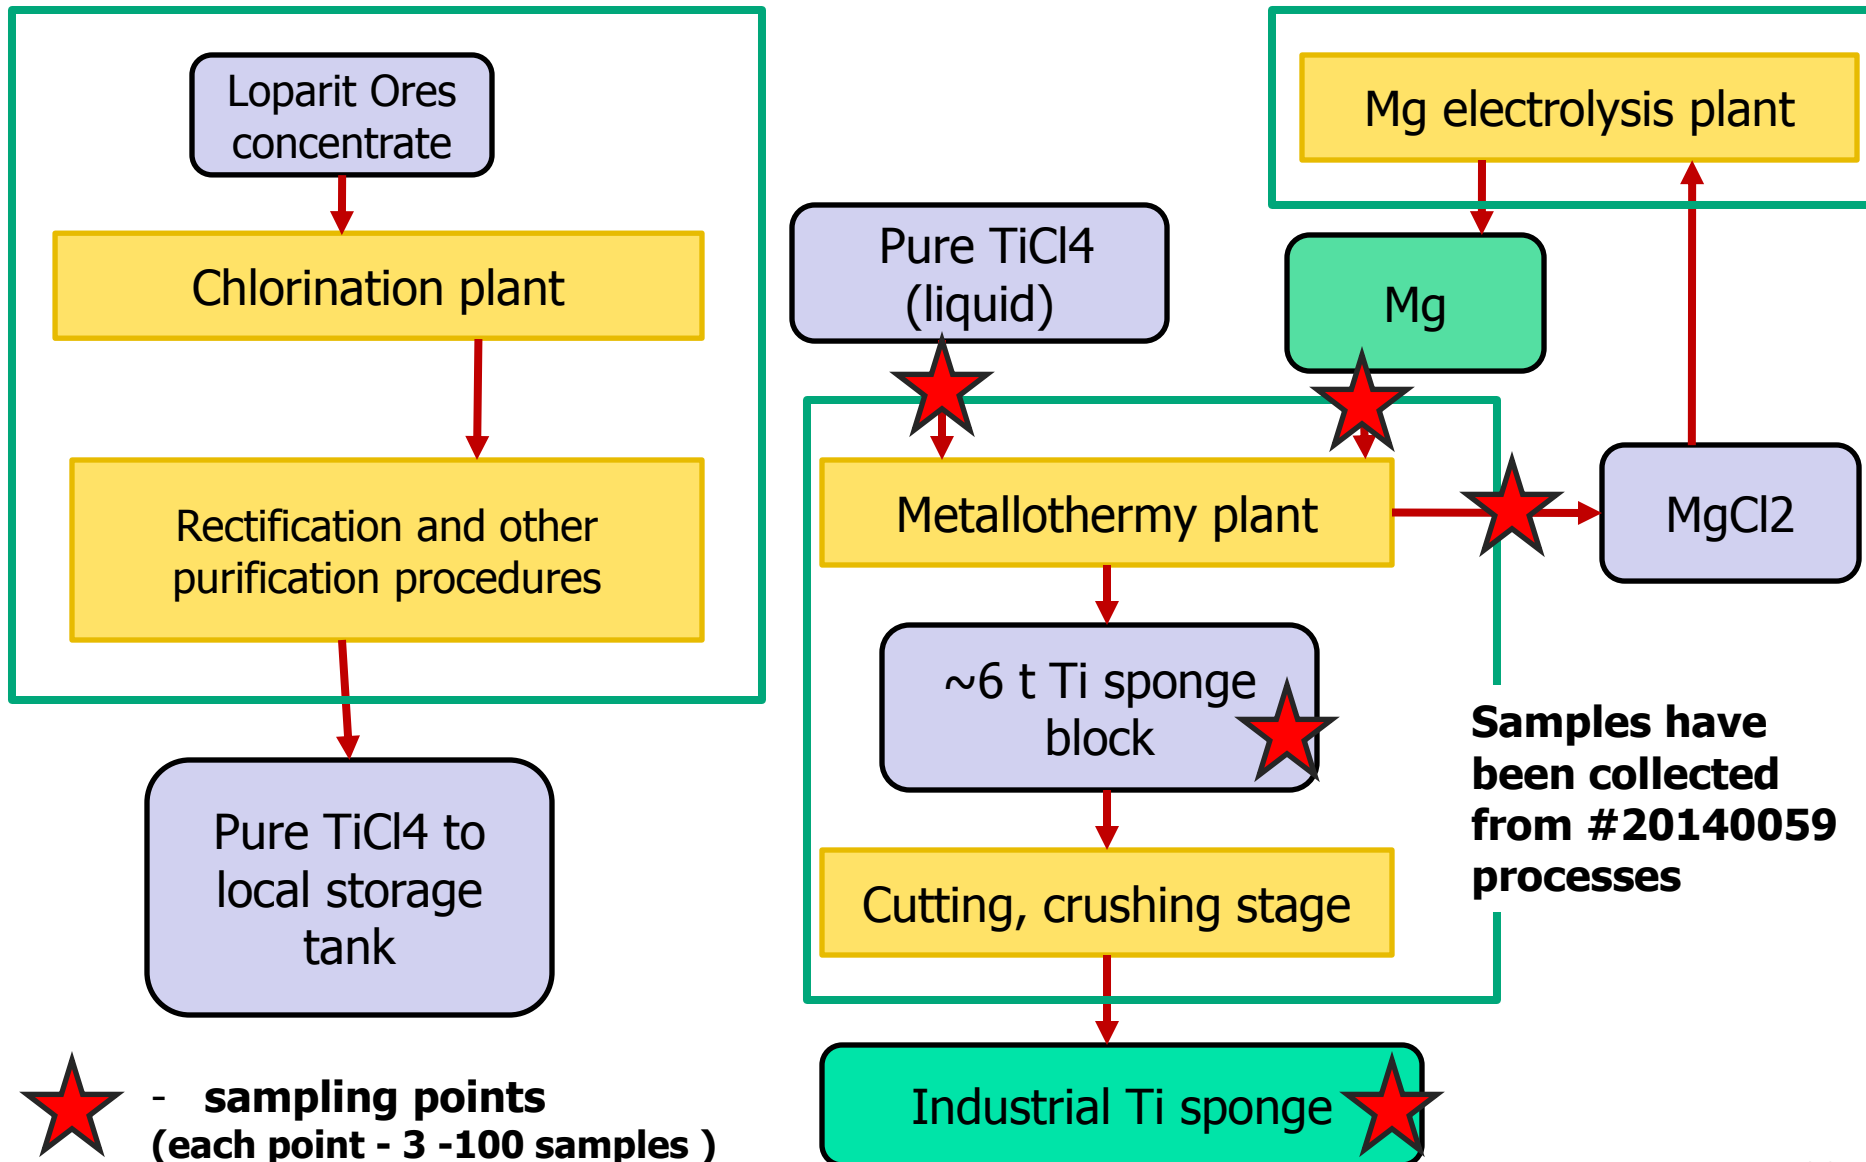 Loparit Ores
concentrate
Chlorination plant
Rectification and other
purification procedures
Pure TiCl4 to
local storage
tank
Mg electrolysis plant
Pure TiCl4
(liquid)
Mg
Metallothermy plant
MgCl2
~6 t Ti sponge
block
Cutting, crushing stage
Industrial Ti sponge
Samples have
been collected
from #20140059
processes
- sampling points
(each point - 3 -100 samples )